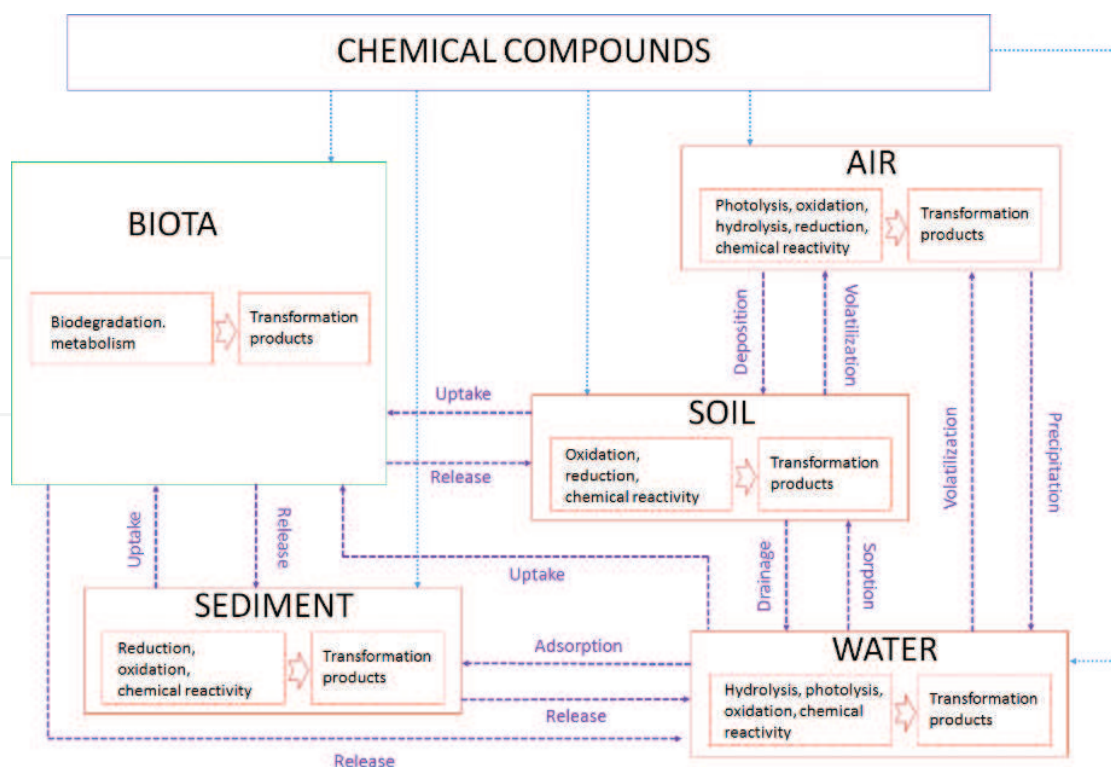 CHEMICAL COMPOUNDS
AIR
Photolysis, oxidation,
hydrolysis, reduction,
chemical reactivity
Transformation
products
BIOTA
Biodegradation.
metabolism
Transformation
products
Deposition
Volatilization
Uptake
SOIL
Oxidation,
reduction,
chemical reactivity
Transformation
products
Release
Volatilization
Precipitation
Uptake
Release
Uptake
Drainage
Sorption
SEDIMENT
Reduction,
oxidation,
chemical reactivity
Transformation
products
Adsorption
Release
WATER
Hydrolysis, photolysis,
oxidation, chemical
reactivity
Transformation
products
Release